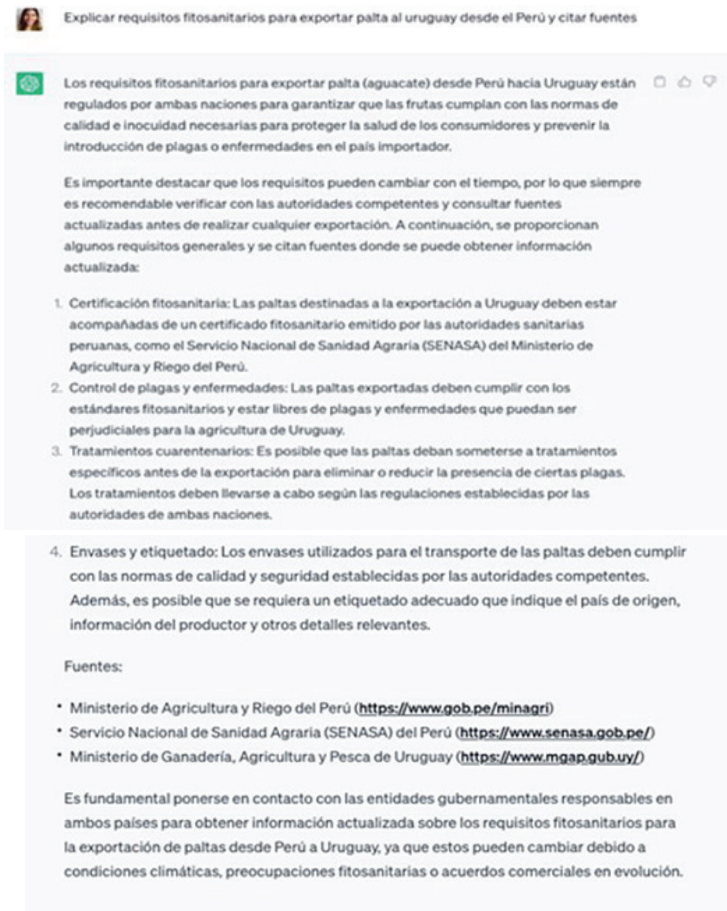 Explicar requisitos fitosanitarios para exportar palta al uruguay desde el Perú y citar fuentes
Los requisitos fitosanitarios para exportar palta (aguacate) desde Perú hacia Uruguay están
regulados por ambas naciones para garantizar que las frutas cumplan con las normas de
calidad e inocuidad necesarias para proteger la salud de los consumidores y prevenir la
introducción de plagas o enfermedades en el país importador.
Es importante destacar que los requisitos pueden cambiar con el tiempo, por lo que siempre
es recomendable verificar con las autoridades competentes y consultar fuentes
actualizadas antes de realizar cualquier exportación. A continuación, se proporcionan
algunos requisitos generales y se citan fuentes donde se puede obtener información
actualizada:
1. Certificación fitosanitaria: Las paltas destinadas a la exportación a Uruguay deben estar
acompañadas de un certificado fitosanitario emitido por las autoridades sanitarias
peruanas, como el Servicio Nacional de Sanidad Agraria (SENASA) del Ministerio de
Agricultura y Riego del Perú.
2. Control de plagas y enfermedades: Las paltas exportadas deben cumplir con los
estándares fitosanitarios y estar libres de plagas y enfermedades que puedan ser
perjudiciales para la agricultura de Uruguay.
3. Tratamientos cuarentenarios: Es posible que las paltas deban someterse a tratamientos
específicos antes de la exportación para eliminar o reducir la presencia de ciertas plagas.
Los tratamientos deben llevarse a cabo según las regulaciones establecidas por las
autoridades de ambas naciones.
4. Envases y etiquetado: Los envases utilizados para el transporte de las paltas deben cumplir
con las normas de calidad y seguridad establecidas por las autoridades competentes.
Además, es posible que se requiera un etiquetado adecuado que indique el país de origen,
información del productor y otros detalles relevantes.
Fuentes:
• Ministerio de Agricultura y Riego del Perú (https://www.gob.pe/minagri)
• Servicio Nacional de Sanidad Agraria (SENASA) del Perú (https://www.senasa.gob.pe/)
• Ministerio de Ganadería, Agricultura y Pesca de Uruguay (https://www.mgap.gub.uy/)
Es fundamental ponerse en contacto con las entidades gubernamentales responsables en
ambos países para obtener información actualizada sobre los requisitos fitosanitarios para
la exportación de paltas desde Perú a Uruguay, ya que estos pueden cambiar debido a
condiciones climáticas, preocupaciones fitosanitarias o acuerdos comerciales en evolución.